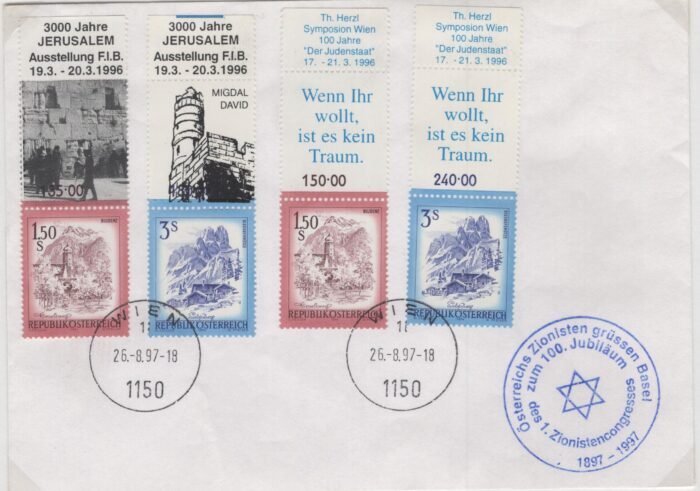 3000 Jahre
JERUSALEM
Ausstellung F.I.B.
19.3. - 20.3.1996
195·00
1,50
S
BLUDENZ
REPUBLIK ÖSTERREICH
3000 Jahre
JERUSALEM
Ausstellung F.I.B.
19.3. - 20.3.1996
MIGDAL
DAVID
3S
REPUBLIK ÖSTERREICH
Th. Herzl
Symposion Wien
100 Jahre
"Der Judenstaat"
17. - 21. 3. 1996
Wenn Ihr
wollt,
ist es kein
Traum.
150·00
1,50
S
BLUDENZ
REPUBLIK ÖSTERREICH
Th. Herzl
Symposion Wien
100 Jahre
"Der Judenstaat"
17. - 21. 3. 1996
Wenn Ihr
wollt,
ist es kein
Traum.
240·00
3S
REPUBLIK ÖSTERREICH
WIEN
26.-8.97-18
1150
WIEN
26.-8.97-18
1150
Österreichs Zionisten grüssen Basel
zum 100. Jubiläum
des 1. Zionistencongresses
1897 - 1997